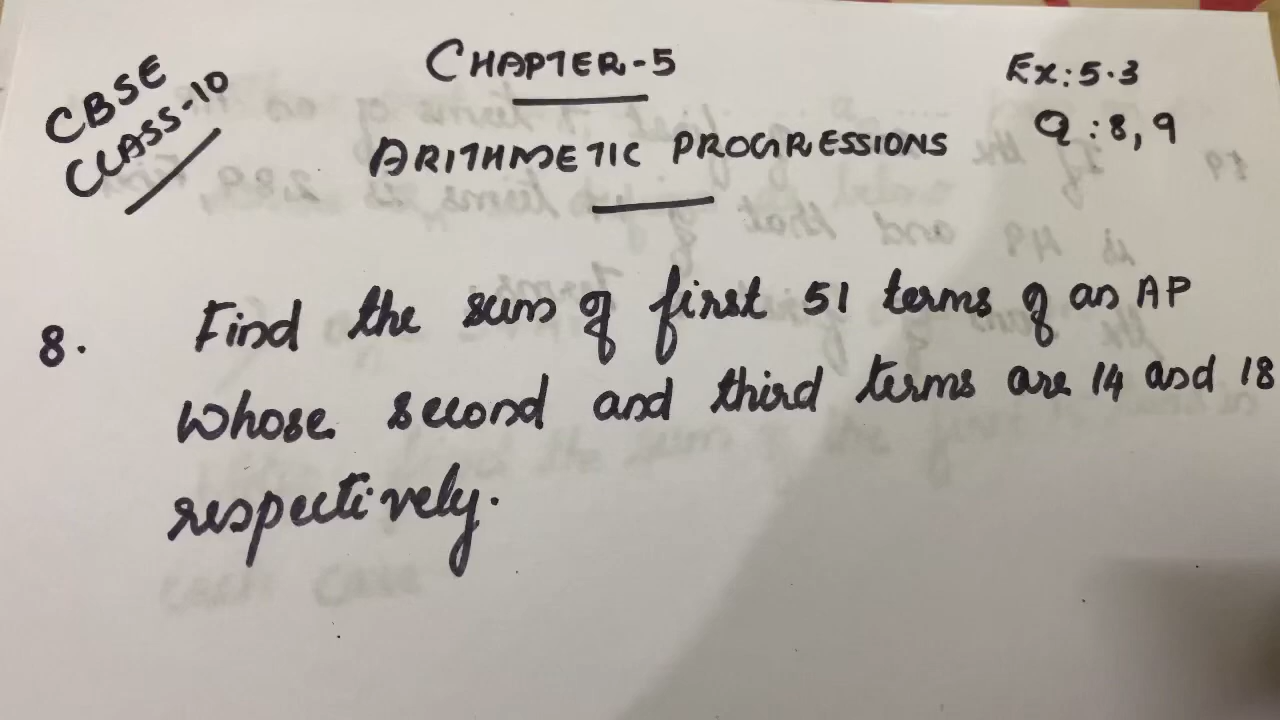 CBSE
CLASS-10
CHAPTER-5
ARITHMETIC PROGRESSIONS
Ex: 5.3
Q: 8, 9
8. Find the sum of first 51 terms of an AP
whose second and third terms are 14 and 18
respectively.